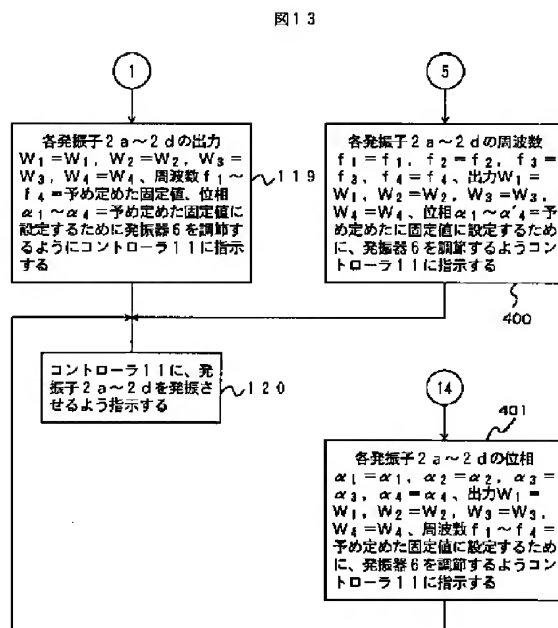 図13
1
各発振子2a~2dの出力
W1=W1, W2=W2, W3=
W3, W4=W4、周波数f1~
f4=予め定めた固定値、位相
α1~α4=予め定めた固定値に
設定するために発振器6を調節す
るようにコントローラ11に指示
する
119
5
各発振子2a~2dの周波数
f1=f1, f2=f2, f3=
f3, f4=f4、出力W1=
W1, W2=W2, W3=W3,
W4=W4、位相α1~α'4=予
め定めたに固定値に設定するため
に、発振器6を調節するようコン
トローラ11に指示する
400
コントローラ11に、発
振子2a~2dを発振さ
せるよう指示する
120
14
401
各発振子2a~2dの位相
α1=α1, α2=α2, α3=
α3, α4=α4、出力W1=
W1, W2=W2, W3=W3,
W4=W4、周波数f1~f4=
予め定めた固定値に設定するため
に、発振器6を調節するようコント
ローラ11に指示する